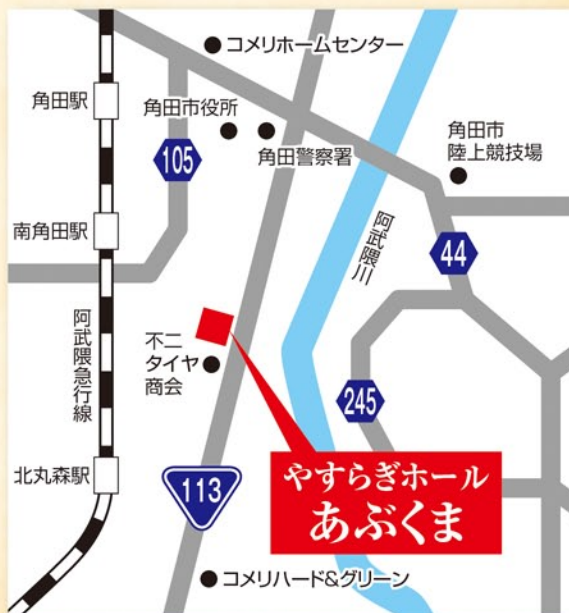 コメリホームセンター
角田駅
角田市役所
角田警察署
角田市
陸上競技場
105
南角田駅
阿武隈川
44
阿武隈急行線
不二
タイヤ
商会
245
やすらぎホール
あぶくま
北丸森駅
113
コメリハード&グリーン